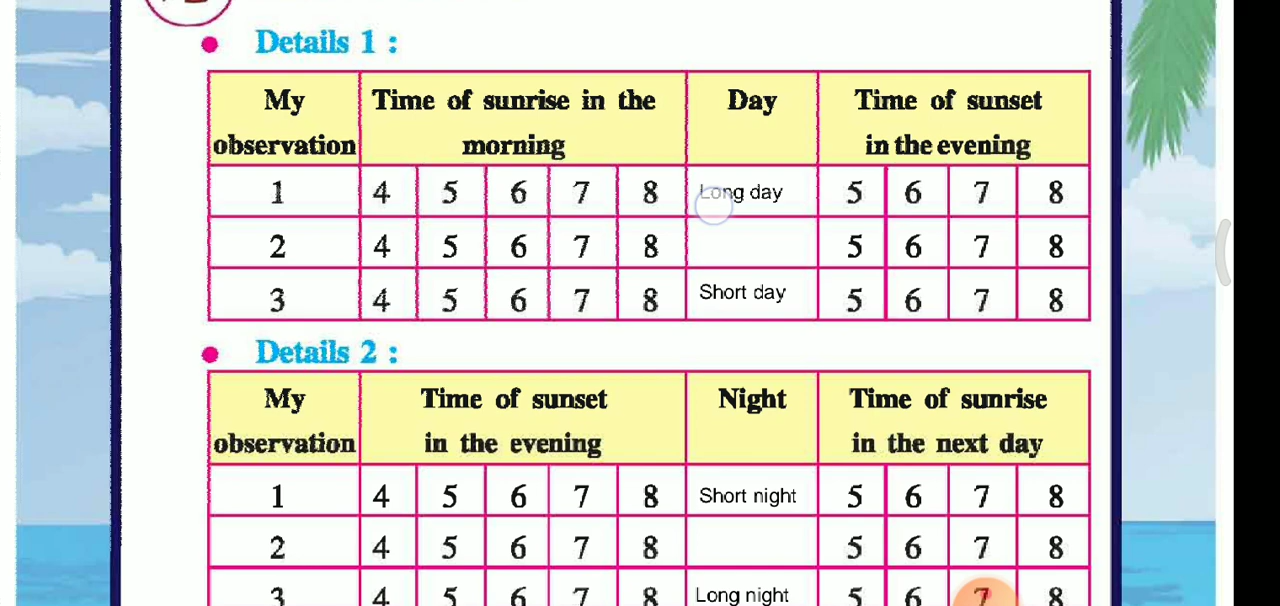 Details 1 :
My observation Time of sunrise in the morning Day Time of sunset in the evening
1 4 5 6 7 8 Long day 5 6 7 8
2 4 5 6 7 8 5 6 7 8
3 4 5 6 7 8 Short day 5 6 7 8
Details 2 :
My observation Time of sunset in the evening Night Time of sunrise in the next day
1 4 5 6 7 8 Short night 5 6 7 8
2 4 5 6 7 8 5 6 7 8
3 4 5 6 7 8 Long night 5 6 7 8